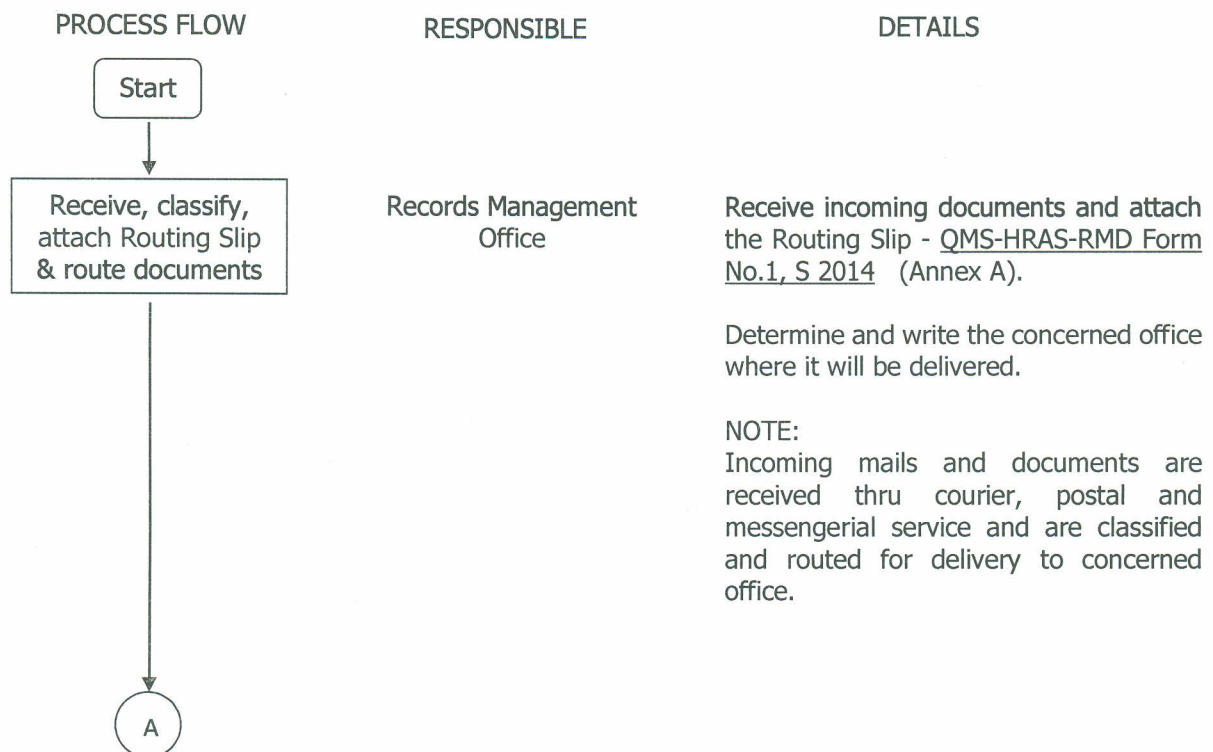 PROCESS FLOW
RESPONSIBLE
DETAILS
Start
Receive, classify,
attach Routing Slip
& route documents
Records Management
Office
Receive incoming documents and attach
the Routing Slip - QMS-HRAS-RMD Form
No.1, S 2014 (Annex A).
Determine and write the concerned office
where it will be delivered.
NOTE:
Incoming mails and documents are
received thru courier, postal and
messengerial service and are classified
and routed for delivery to concerned
office.
A